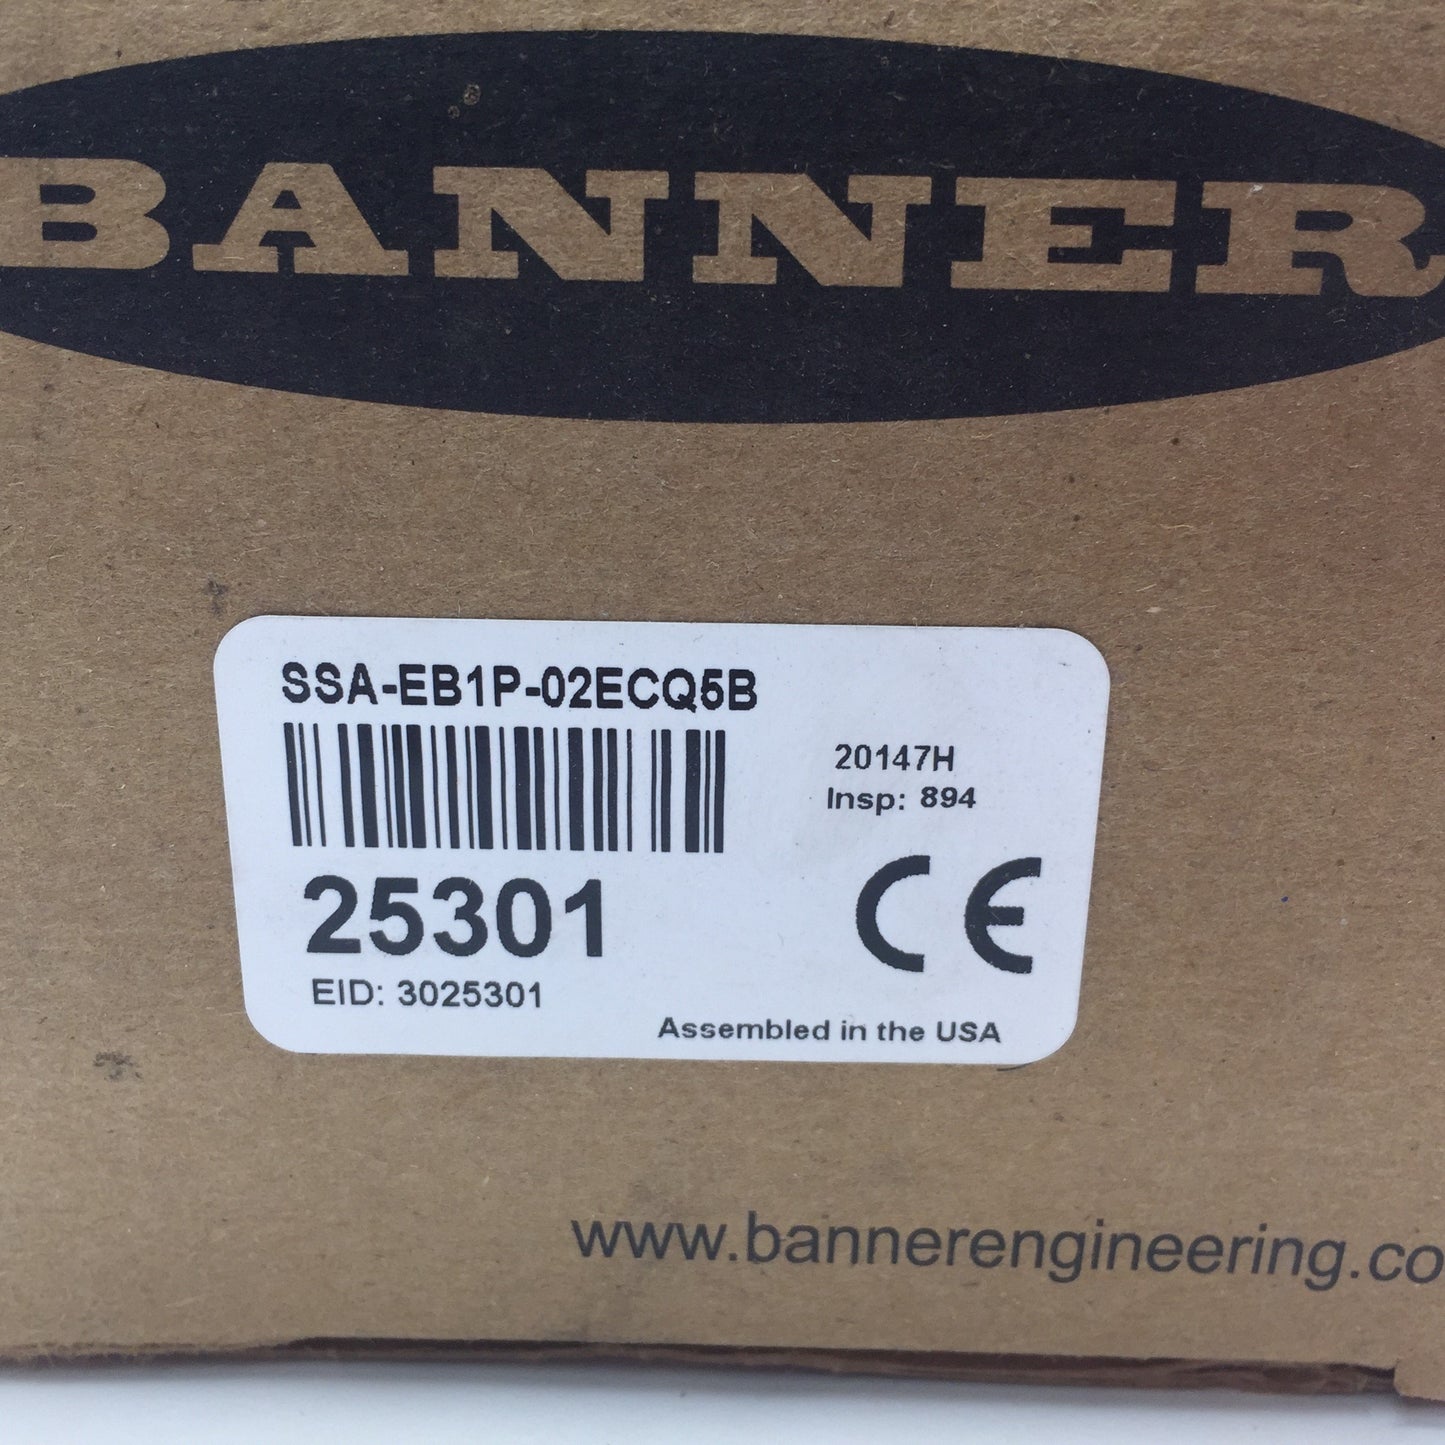 BANNER
SSA-EB1P-02ECQ5B
20147H
Insp: 894
25301
CE
EID: 3025301
Assembled in the USA
www.bannerengineering.co